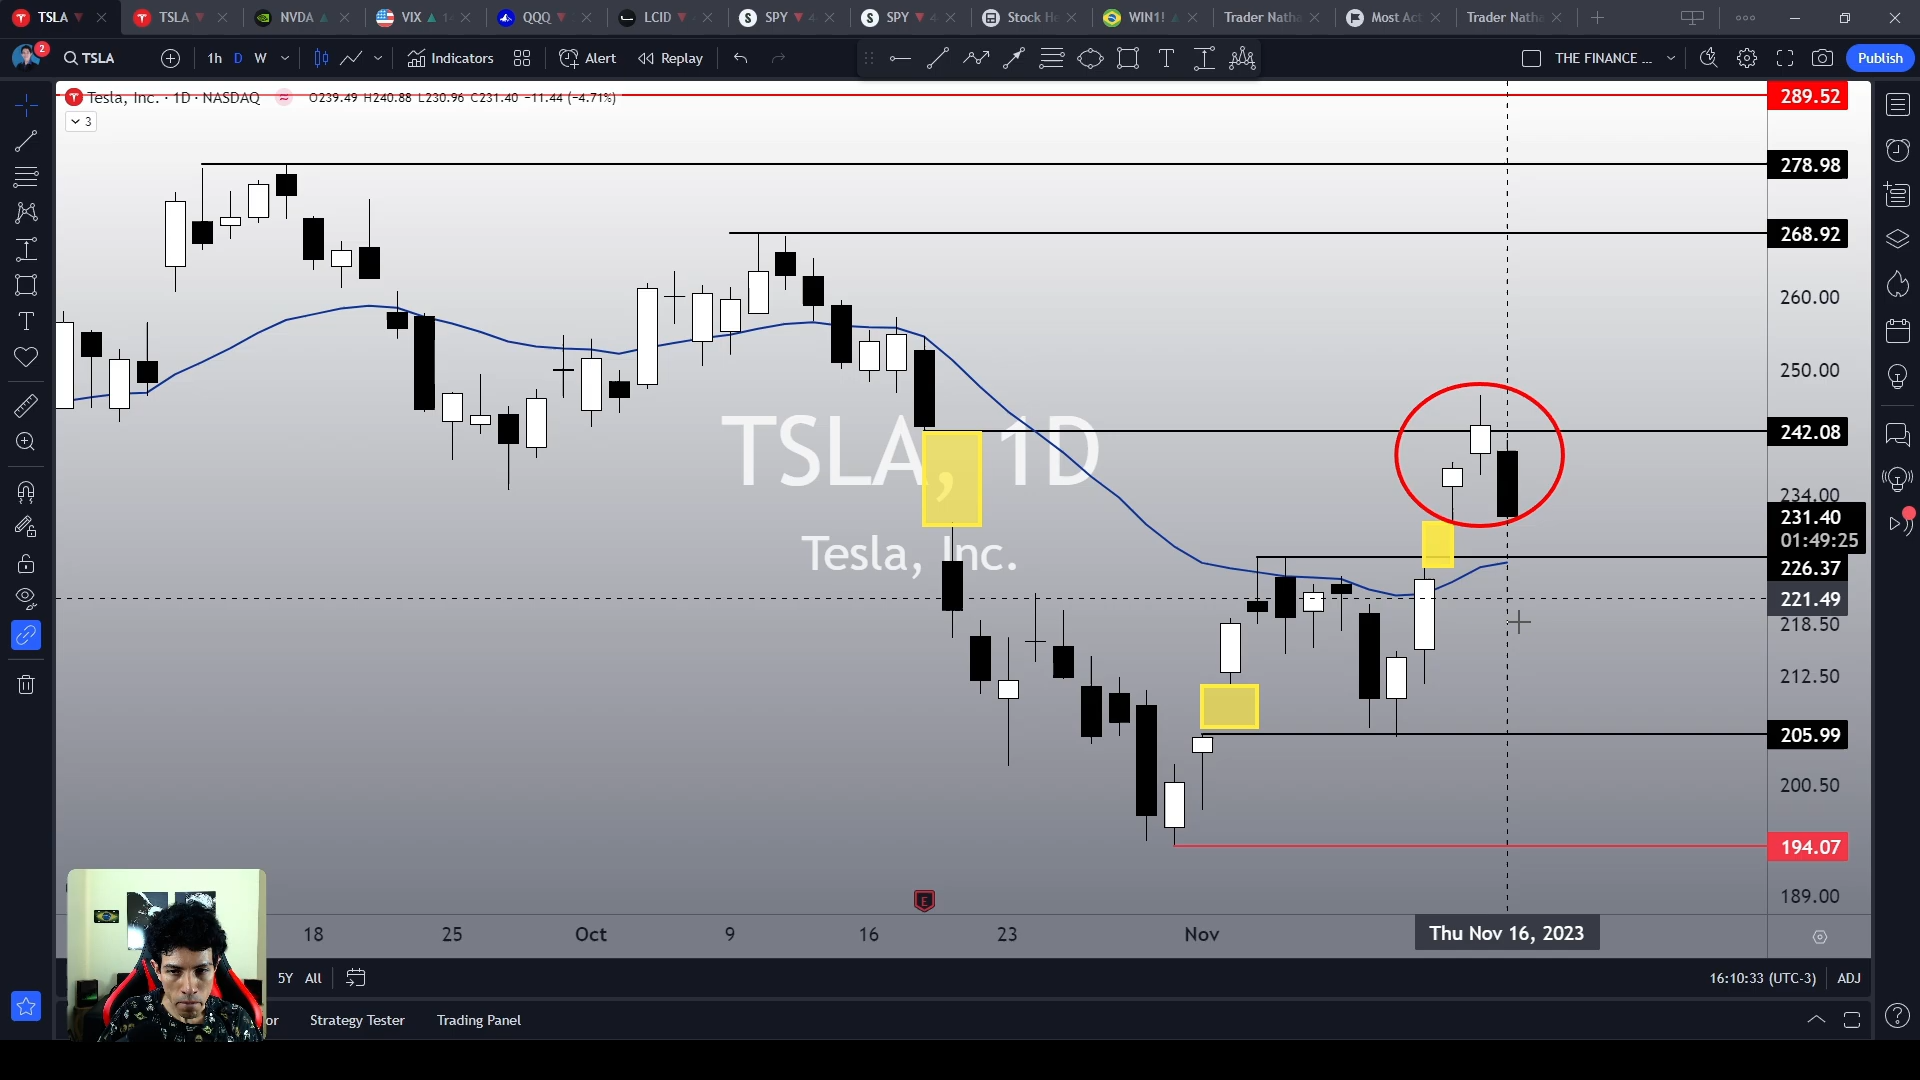 TSLA TSLA NVDA VIX QQQ LCID SPY SPY Stock He WIN1! Trader Natha Most Act Trader Natha
2 TSLA 1h D W Indicators Alert Replay T THE FINANCE ... Publish
Tesla, Inc. · 1D · NASDAQ O239.49 H240.88 L230.96 C231.40 −11.44 (−4.71%)
3
289.52
278.98
268.92
260.00
250.00
242.08
234.00
231.40
01:49:25
226.37
221.49
218.50
212.50
205.99
200.50
194.07
189.00
TSLA, 1D
Tesla, Inc.
E
18 25 Oct 9 16 23 Nov Thu Nov 16, 2023
5Y All 16:10:33 (UTC-3) ADJ
or Strategy Tester Trading Panel